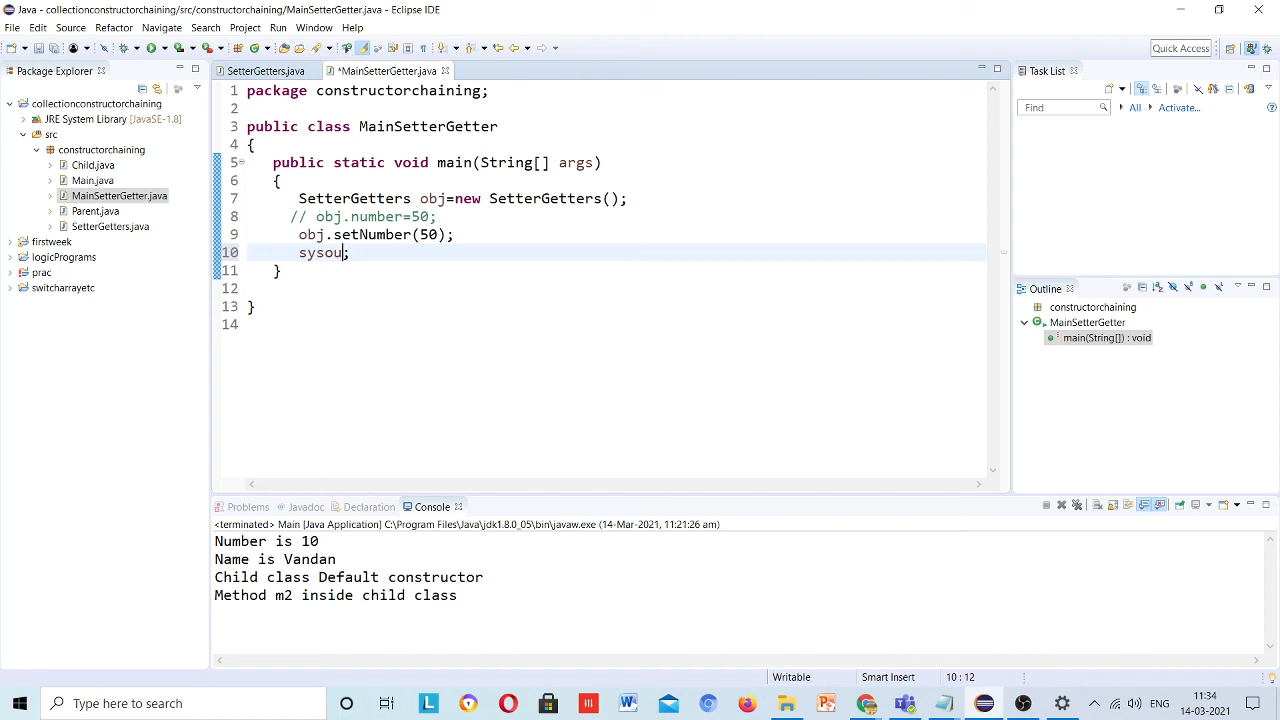 Java - collectionconstructorchaining/src/constructorchaining/MainSetterGetter.java - Eclipse IDE
File Edit Source Refactor Navigate Search Project Run Window Help
Quick Access
Package Explorer
SetterGetters.java
*MainSetterGetter.java
Task List
collectionconstructorchaining
JRE System Library [JavaSE-1.8]
src
constructorchaining
Child.java
Main.java
MainSetterGetter.java
Parent.java
SetterGetters.java
firstweek
logicPrograms
prac
switcharrayetc
1 package constructorchaining;
2
3 public class MainSetterGetter
4 {
5 public static void main(String[] args)
6 {
7 SetterGetters obj=new SetterGetters();
8 // obj.number=50;
9 obj.setNumber(50);
10 sysou;
11 }
12
13 }
14
Find
All
Activate...
Outline
constructorchaining
MainSetterGetter
main(String[]) : void
Problems Javadoc Declaration Console
<terminated> Main [Java Application] C:\Program Files\Java\jdk1.8.0_05\bin\javaw.exe (14-Mar-2021, 11:21:26 am)
Number is 10
Name is Vandan
Child class Default constructor
Method m2 inside child class
Writable
Smart Insert
10 : 12
Type here to search
11:34
14-03-2021